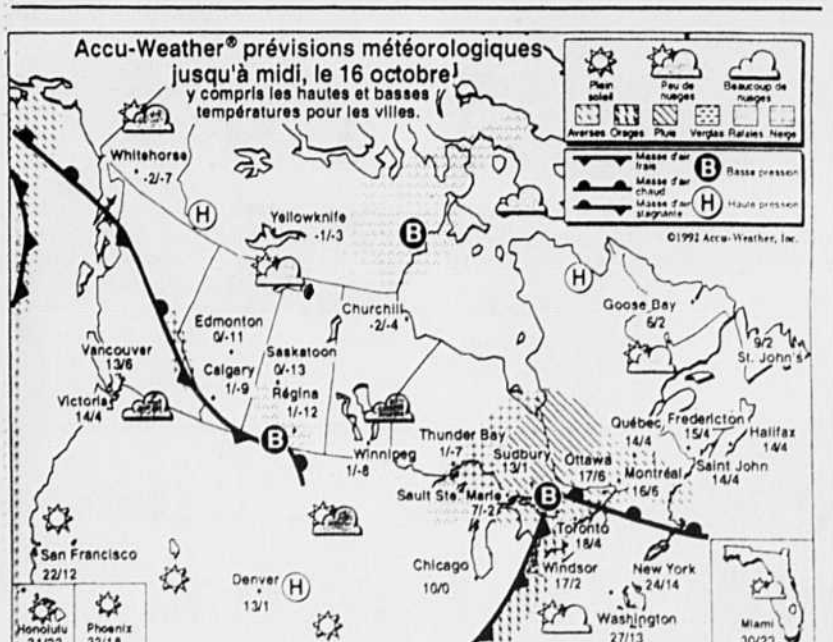 Accu-Weather® prévisions météorologiques
jusqu'à midi, le 16 octobre
y compris les hautes et basses
températures pour les villes.
Plein
soleil
Peu de
nuages
Beaucoup de
nuages
Averses Orages Pluie Verglas Rafales Neige
Masse d'air
frais
Masse d'air
chaud
Masse d'air
stagnante
B Basse pression
H Haute pression
©1992 Accu-Weather, Inc.
Whitehorse
-2/-7
H
Yellowknife
-1/-3
B
H
Goose Bay
6/2
9/2
St. John's
Churchill
-2/-4
Edmonton
0/-11
Vancouver
13/6
Calgary
1/-9
Saskatoon
0/-13
Régina
1/-12
Victoria
14/4
B
Winnipeg
1/-8
Thunder Bay
1/-7
Sudbury
13/1
Ottawa
17/6
Québec
14/4
Fredericton
15/4
Halifax
14/4
Montréal
16/6
Saint John
14/4
Sault Ste. Marie
7/-2
B
Toronto
18/4
San Francisco
22/12
Denver
13/1
H
Chicago
10/0
Windsor
17/2
New York
24/14
Washington
27/13
Honolulu
Phoenix
Miami